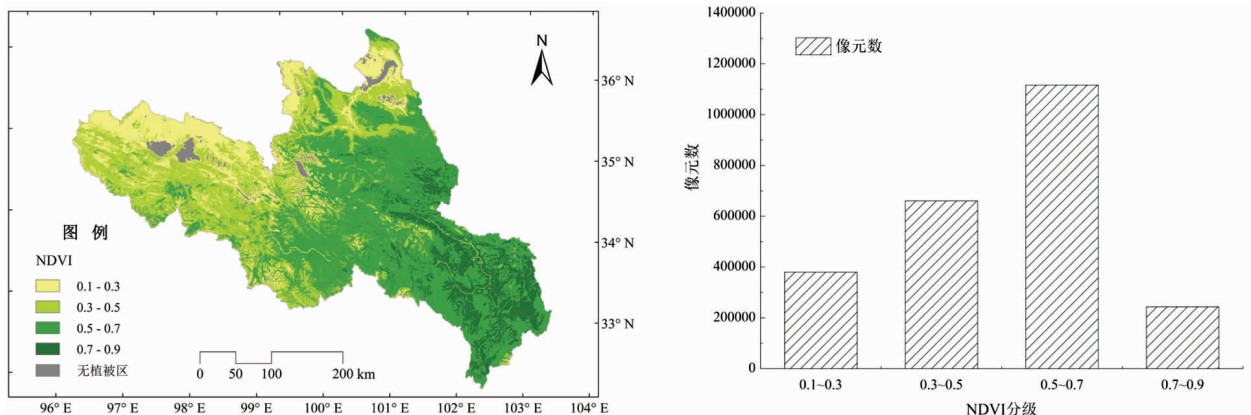 N
36° N
35° N
34° N
33° N
图 例
NDVI
0.1 - 0.3
0.3 - 0.5
0.5 - 0.7
0.7 - 0.9
无植被区
0 50 100 200 km
96° E 97° E 98° E 99° E 100° E 101° E 102° E 103° E 104° E
1400000
1200000
1000000
800000
600000
400000
200000
0
像元数
像元数
0.1~0.3 0.3~0.5 0.5~0.7 0.7~0.9
NDVI分级